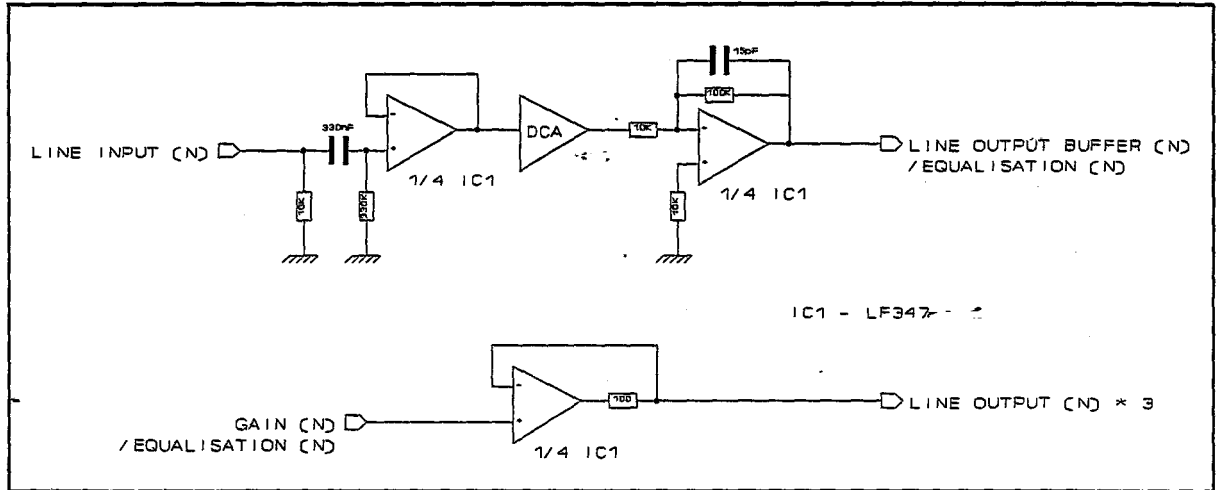 15pF
100K
330nF
DCA
10K
LINE INPUT (N)
LINE OUTPUT BUFFER (N)
/EQUALISATION (N)
1/4 IC1
1/4 IC1
10K
330K
10K
IC1 - LF347
100
LINE OUTPUT (N) * 3
GAIN (N)
/EQUALISATION (N)
1/4 IC1